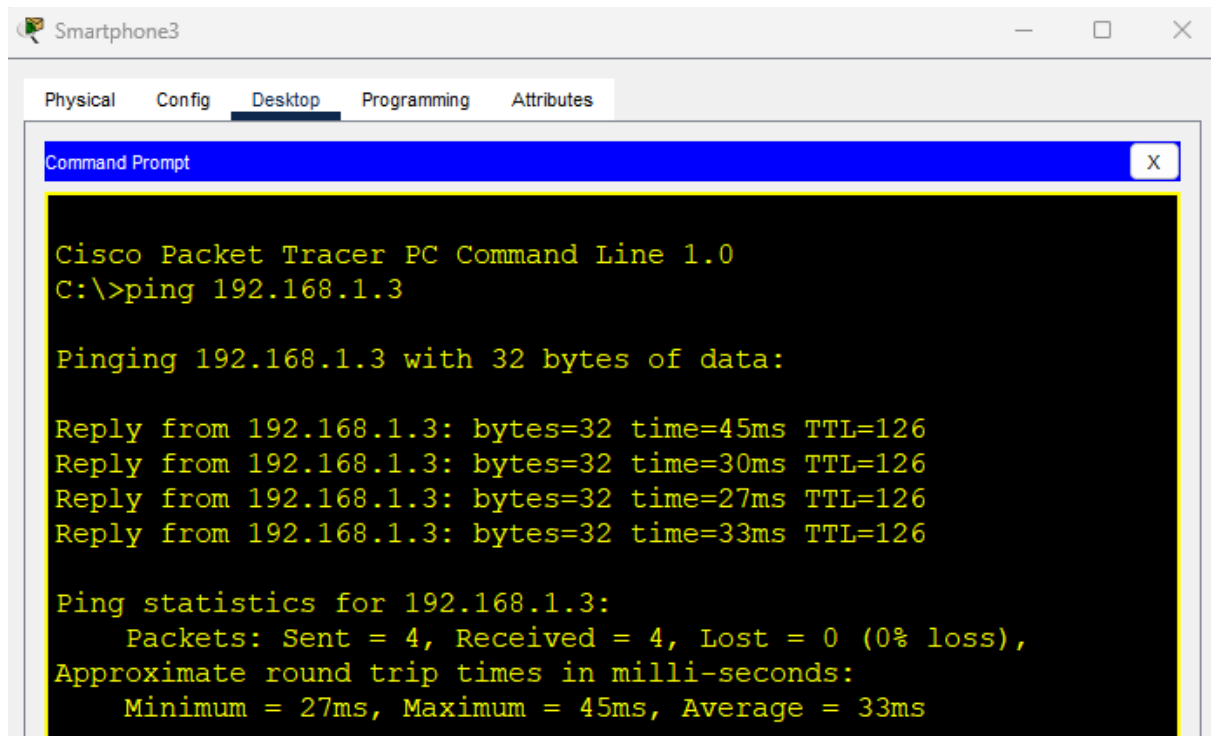 Smartphone3
Physical Config Desktop Programming Attributes
Command Prompt X
Cisco Packet Tracer PC Command Line 1.0
C:\>ping 192.168.1.3
Pinging 192.168.1.3 with 32 bytes of data:
Reply from 192.168.1.3: bytes=32 time=45ms TTL=126
Reply from 192.168.1.3: bytes=32 time=30ms TTL=126
Reply from 192.168.1.3: bytes=32 time=27ms TTL=126
Reply from 192.168.1.3: bytes=32 time=33ms TTL=126
Ping statistics for 192.168.1.3:
Packets: Sent = 4, Received = 4, Lost = 0 (0% loss),
Approximate round trip times in milli-seconds:
Minimum = 27ms, Maximum = 45ms, Average = 33ms